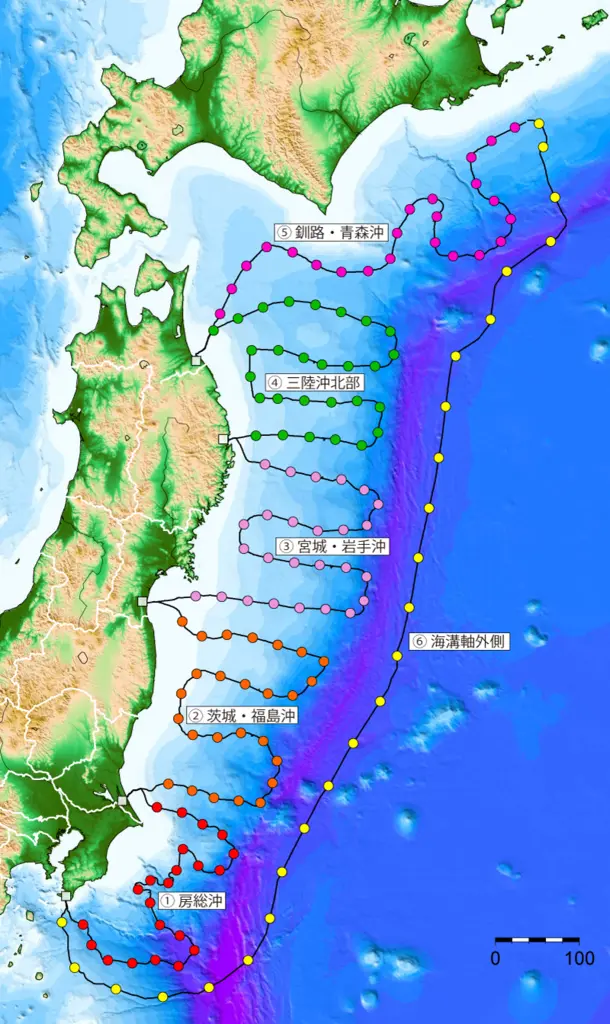 ⑤ 釧路・青森沖
④ 三陸沖北部
③ 宮城・岩手沖
⑥ 海溝軸外側
② 茨城・福島沖
① 房総沖
0 100